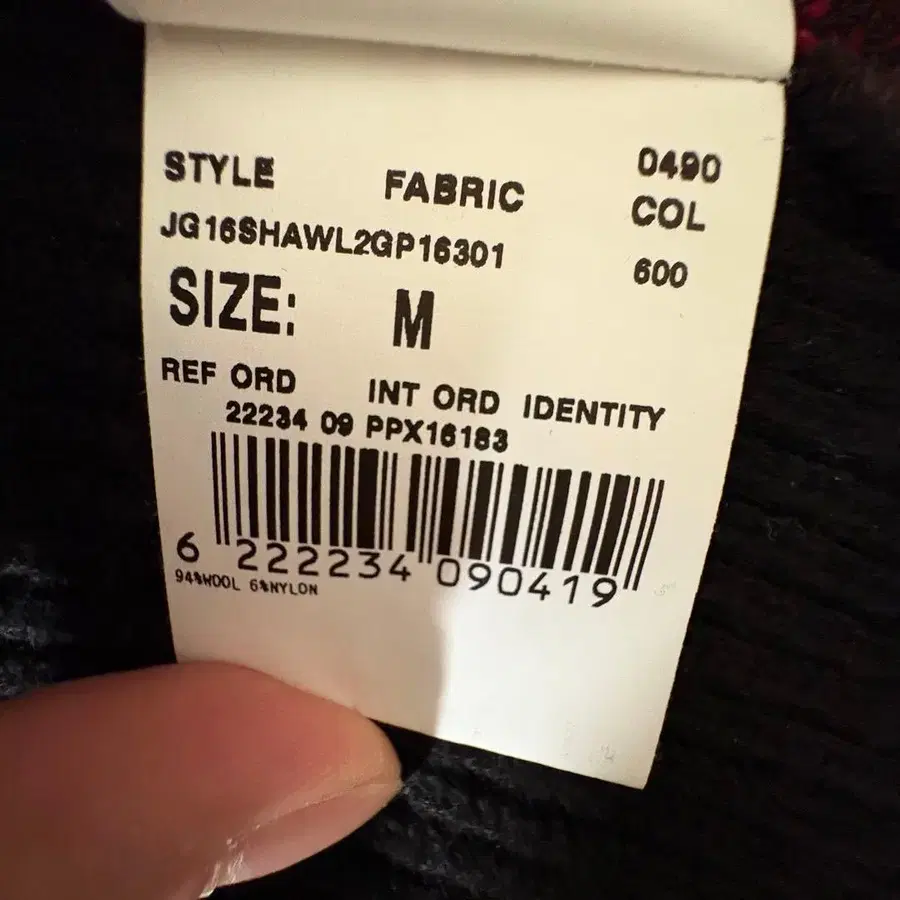 0490
STYLE FABRIC COL
JG16SHAWL2GP16301 600
SIZE: M
REF ORD INT ORD IDENTITY
22234 09 PPX16183
6 222234 090419
94%WOOL 6%NYLON